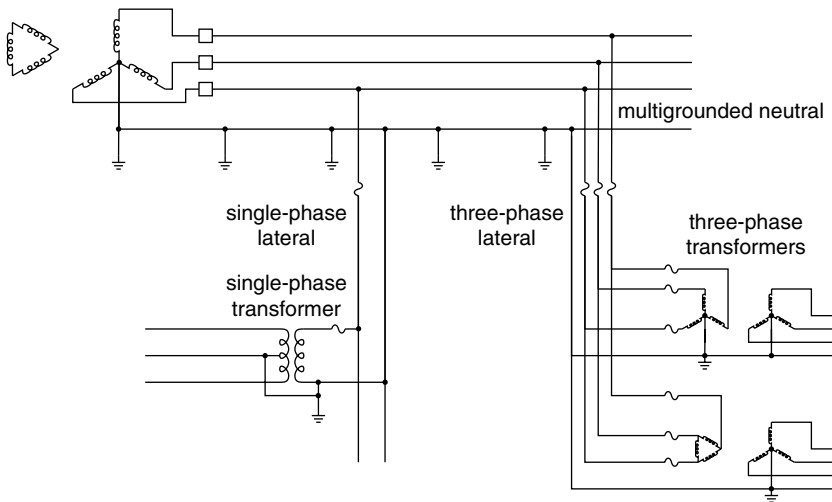 multigrounded neutral
single-phase
lateral
three-phase
lateral
three-phase
transformers
single-phase
transformer